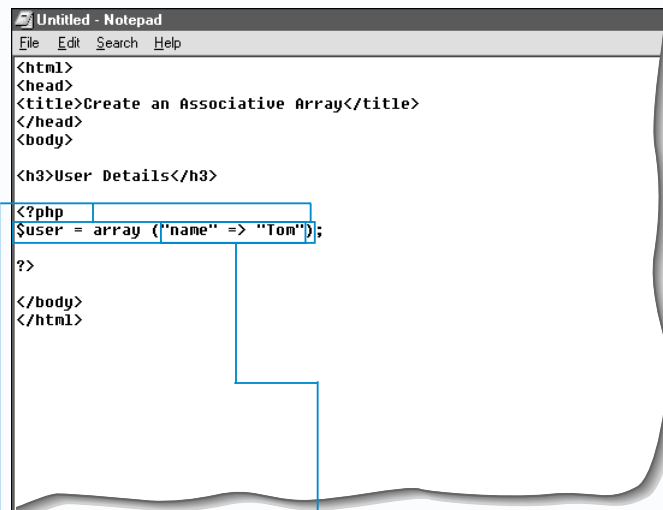 Untitled - Notepad
File Edit Search Help
<html>
<head>
<title>Create an Associative Array</title>
</head>
<body>
<h3>User Details</h3>
<?php
$user = array ("name" => "Tom");
?>
</body>
</html>